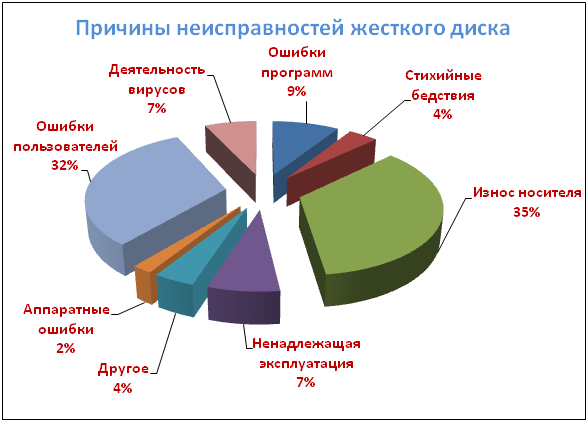 Причины неисправностей жесткого диска
Ошибки
программ
9%
Стихийные
бедствия
4%
Износ носителя
35%
Ненадлежащая
эксплуатация
7%
Другое
4%
Аппаратные
ошибки
2%
Ошибки
пользователей
32%
Деятельность
вирусов
7%